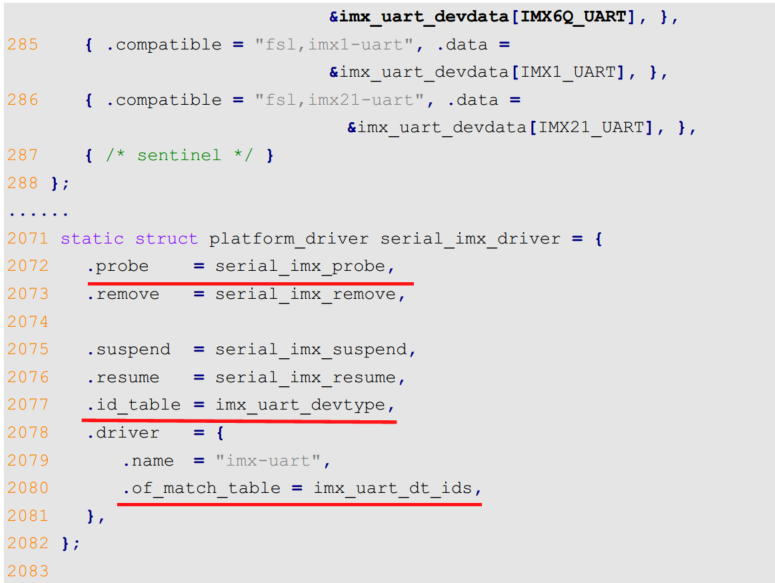 &imx_uart_devdata[IMX6Q_UART], },
285 { .compatible = "fsl,imx1-uart", .data =
&imx_uart_devdata[IMX1_UART], },
286 { .compatible = "fsl,imx21-uart", .data =
&imx_uart_devdata[IMX21_UART], },
287 { /* sentinel */ }
288 };
......
2071 static struct platform_driver serial_imx_driver = {
2072 .probe = serial_imx_probe,
2073 .remove = serial_imx_remove,
2074
2075 .suspend = serial_imx_suspend,
2076 .resume = serial_imx_resume,
2077 .id_table = imx_uart_devtype,
2078 .driver = {
2079 .name = "imx-uart",
2080 .of_match_table = imx_uart_dt_ids,
2081 },
2082 };
2083